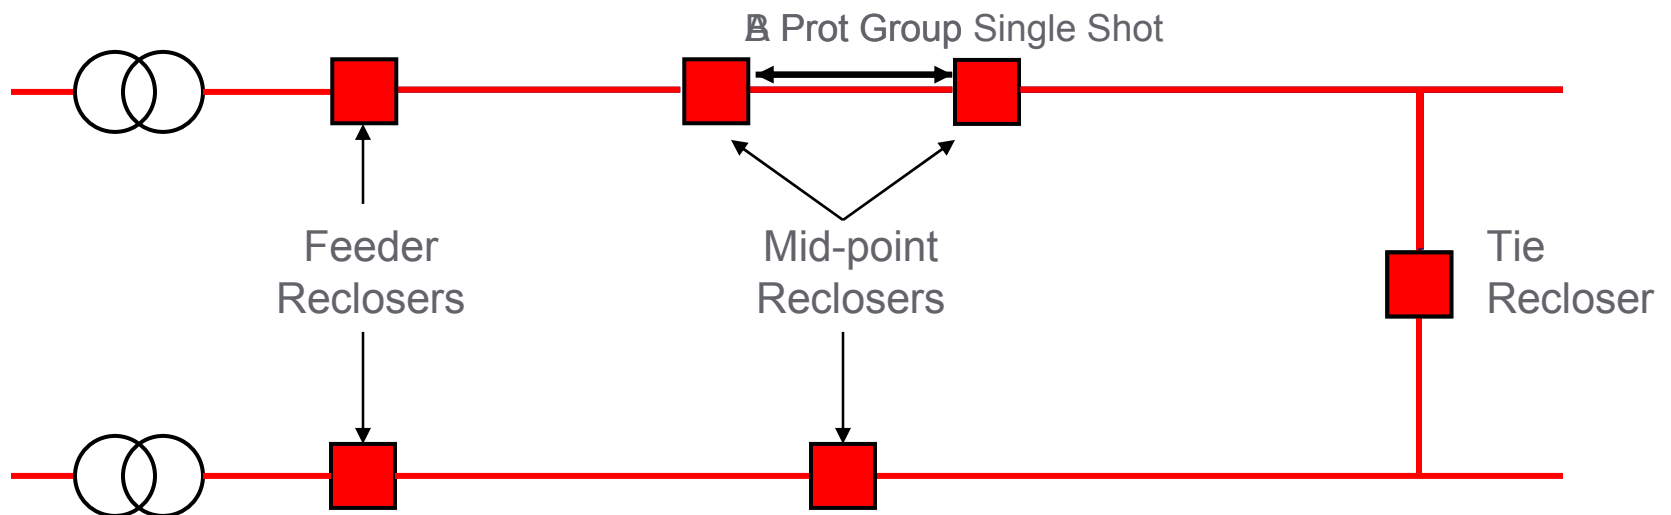 Prot Group Single Shot
Feeder
Reclosers
Mid-point
Reclosers
Tie
Recloser